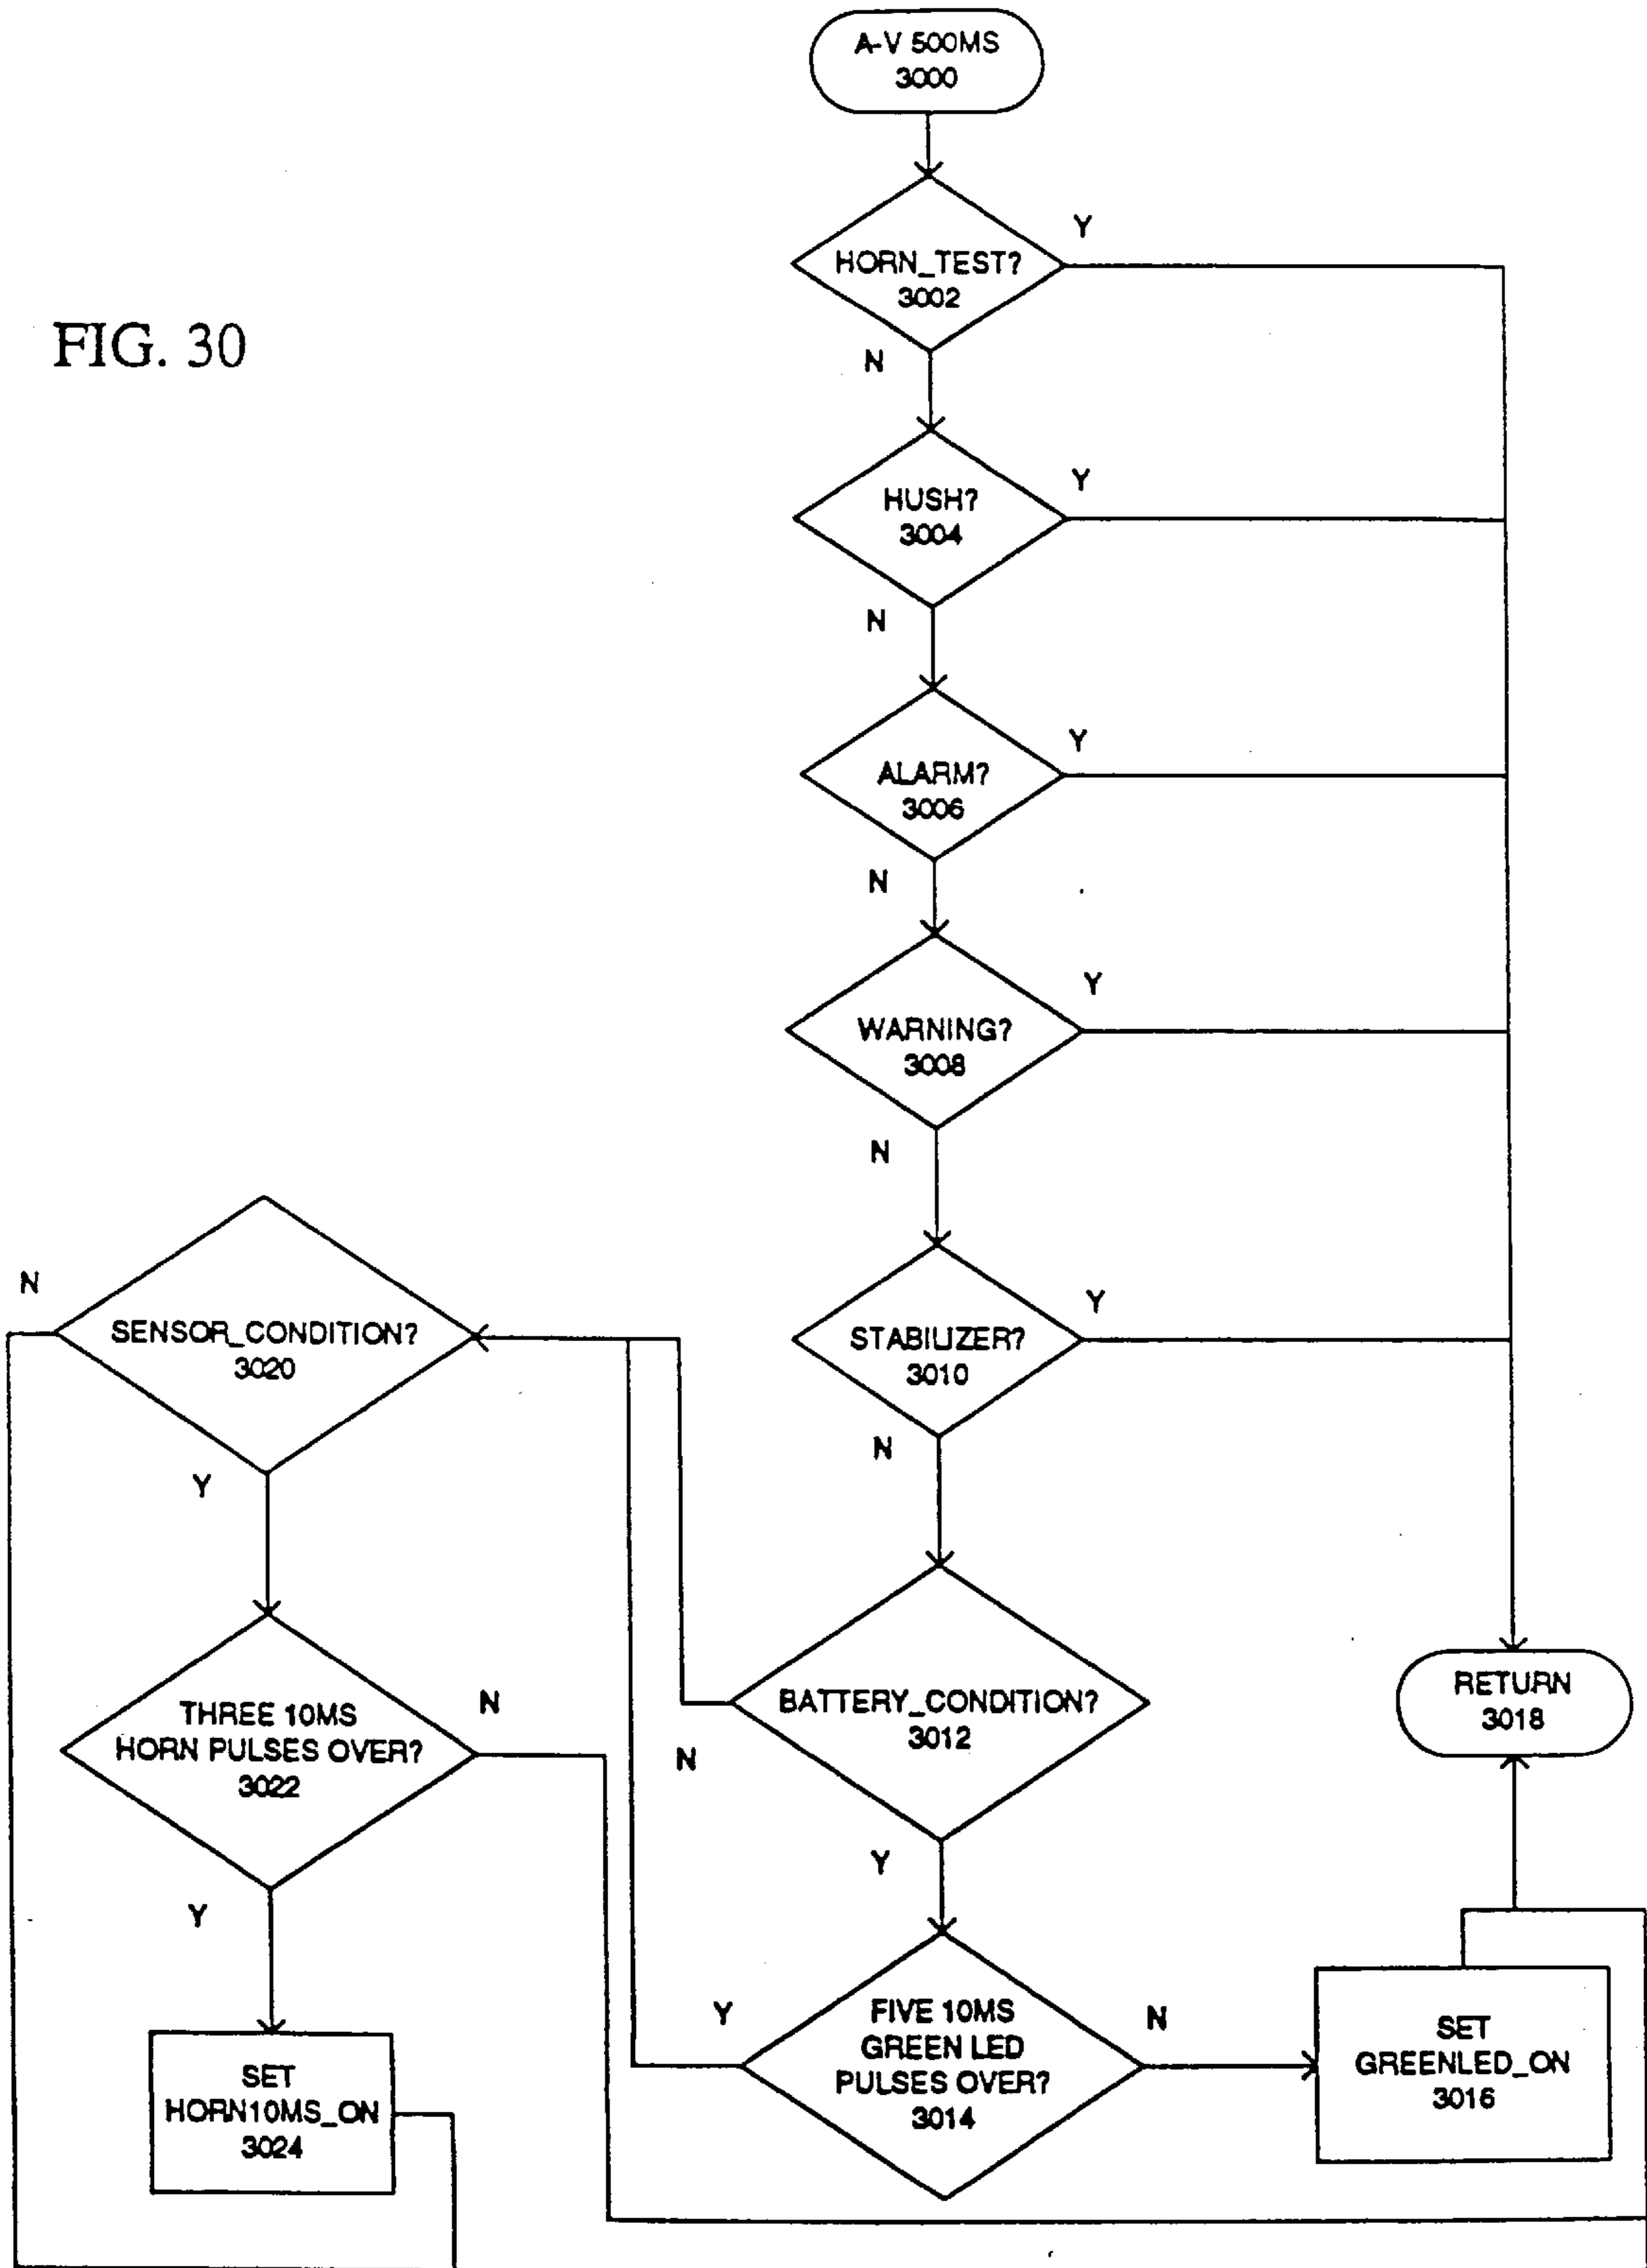 A-V 500MS
3000
Y
HORN_TEST?
3002
FIG. 30
N
Y
HUSH?
3004
N
Y
ALARM?
3006
N
Y
WARNING?
3008
N
N
SENSOR_CONDITION?
3020
Y
Y
STABILIZER?
3010
N
THREE 10MS
HORN PULSES OVER?
3022
N
Y
BATTERY_CONDITION?
3012
N
Y
RETURN
3018
SET
HORN10MS_ON
3024
Y
FIVE 10MS
GREEN LED
PULSES OVER?
3014
N
SET
GREENLED_ON
3016